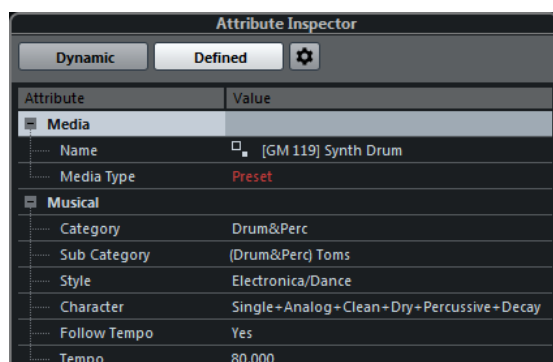 Attribute Inspector
Dynamic Defined
Attribute Value
Media
Name [GM 119] Synth Drum
Media Type Preset
Musical
Category Drum&Perc
Sub Category (Drum&Perc) Toms
Style Electronica/Dance
Character Single+Analog+Clean+Dry+Percussive+Decay
Follow Tempo Yes
Tempo 80.000